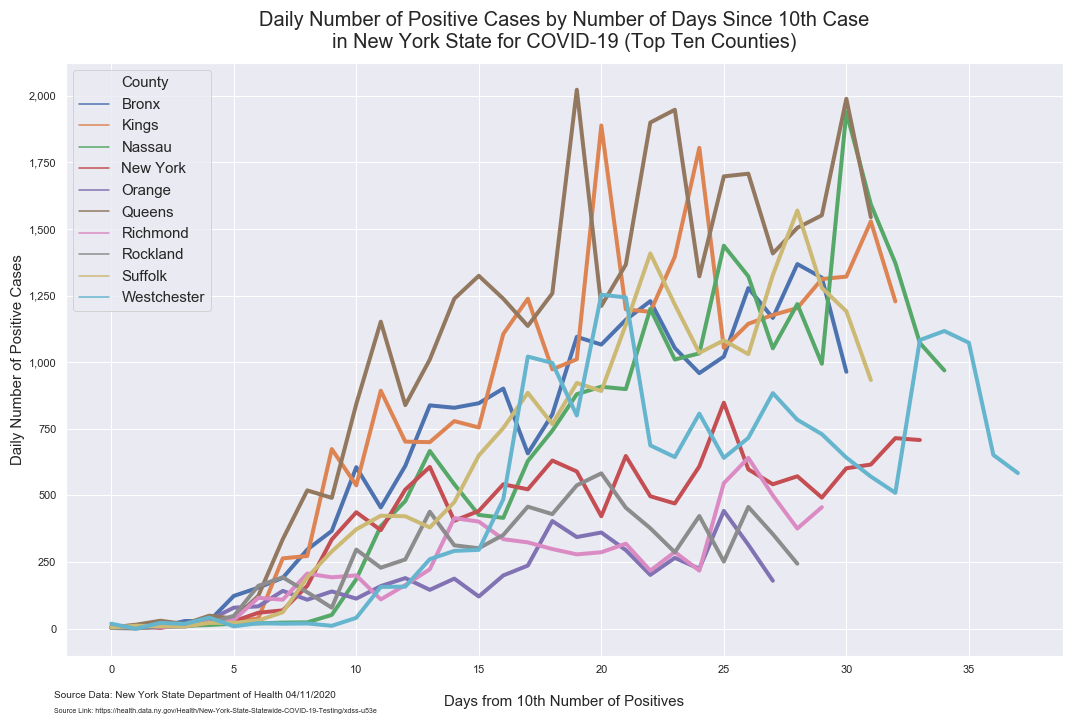 Daily Number of Positive Cases by Number of Days Since 10th Case
in New York State for COVID-19 (Top Ten Counties)
County
Bronx
Kings
Nassau
New York
Orange
Queens
Richmond
Rockland
Suffolk
Westchester
Daily Number of Positive Cases
2,000
1,750
1,500
1,250
1,000
750
500
250
0
0 5 10 15 20 25 30 35
Days from 10th Number of Positives
Source Data: New York State Department of Health 04/11/2020
Source Link: https://health.data.ny.gov/Health/New-York-State-Statewide-COVID-19-Testing/xdss-u53e